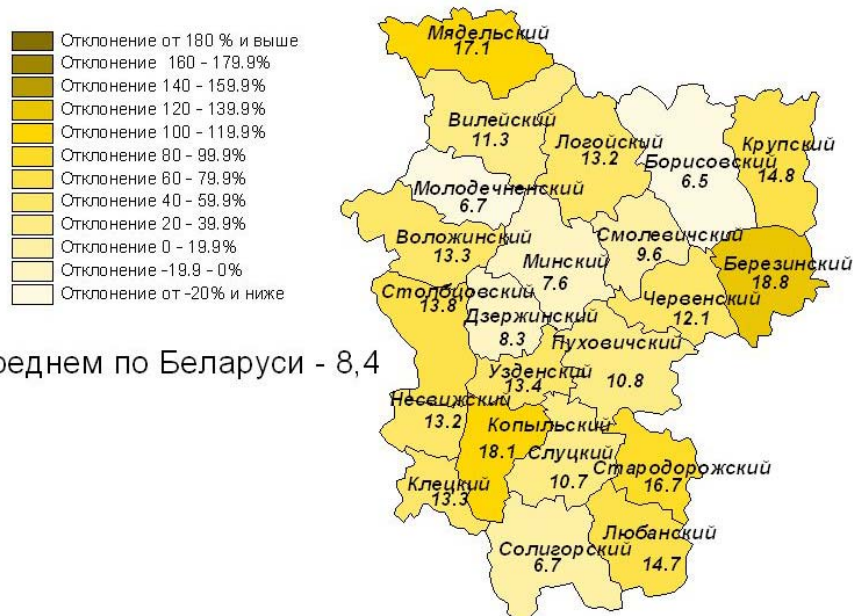 Отклонение от 180 % и выше
Отклонение 160 - 179.9%
Отклонение 140 - 159.9%
Отклонение 120 - 139.9%
Отклонение 100 - 119.9%
Отклонение 80 - 99.9%
Отклонение 60 - 79.9%
Отклонение 40 - 59.9%
Отклонение 20 - 39.9%
Отклонение 0 - 19.9%
Отклонение -19.9 - 0%
Отклонение от -20% и ниже
Мядельский
17.1
Вилейский
11.3
Логойский
13.2
Борисовский
6.5
Крупский
14.8
Молодечненский
6.7
Воложинский
13.3
Минский
7.6
Смолевичский
9.6
Березинский
18.8
Столбцовский
13.8
Дзержинский
8.3
Червенский
12.1
Пуховичский
10.8
реднем по Беларуси - 8,4
Узденский
13.4
Несвижский
13.2
Копыльский
18.1
Слуцкий
10.7
Стародорожский
16.7
Клецкий
13.3
Солигорский
6.7
Любанский
14.7